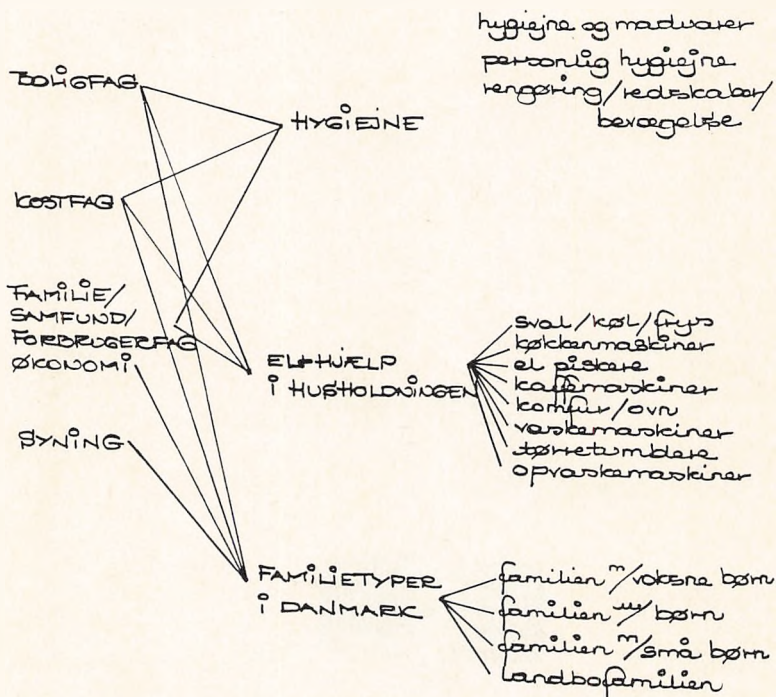 BOLIGFAG
KOSTFAG
FAMILIE/
SAMFUND/
FORBRUGERFAG
ØKONOMI
SYNING
HYGIEJNE
hygiejne og madvarer
personlig hygiejne
rengøring/redskaber/
bevægelse
EL-HJÆLP
I HUSHOLDNINGEN
sval/køl/frys
køkkenmaskiner
el piskere
kaffemaskiner
komfur/ovn
vaskemaskiner
tørretumblere
opvaskemaskiner
FAMILIETYPER
I DANMARK
familien m/voksne børn
familien u/børn
familien m/små børn
landbofamilien